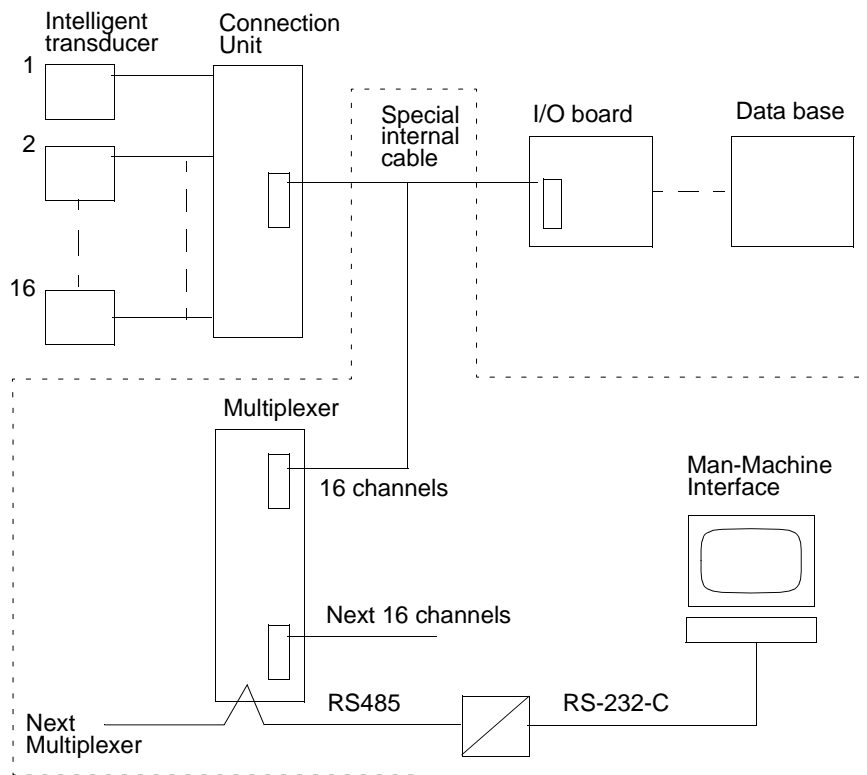 Intelligent
transducer
Connection
Unit
1
2
16
Special
internal
cable
I/O board
Data base
Multiplexer
16 channels
Man-Machine
Interface
Next 16 channels
RS485
RS-232-C
Next
Multiplexer